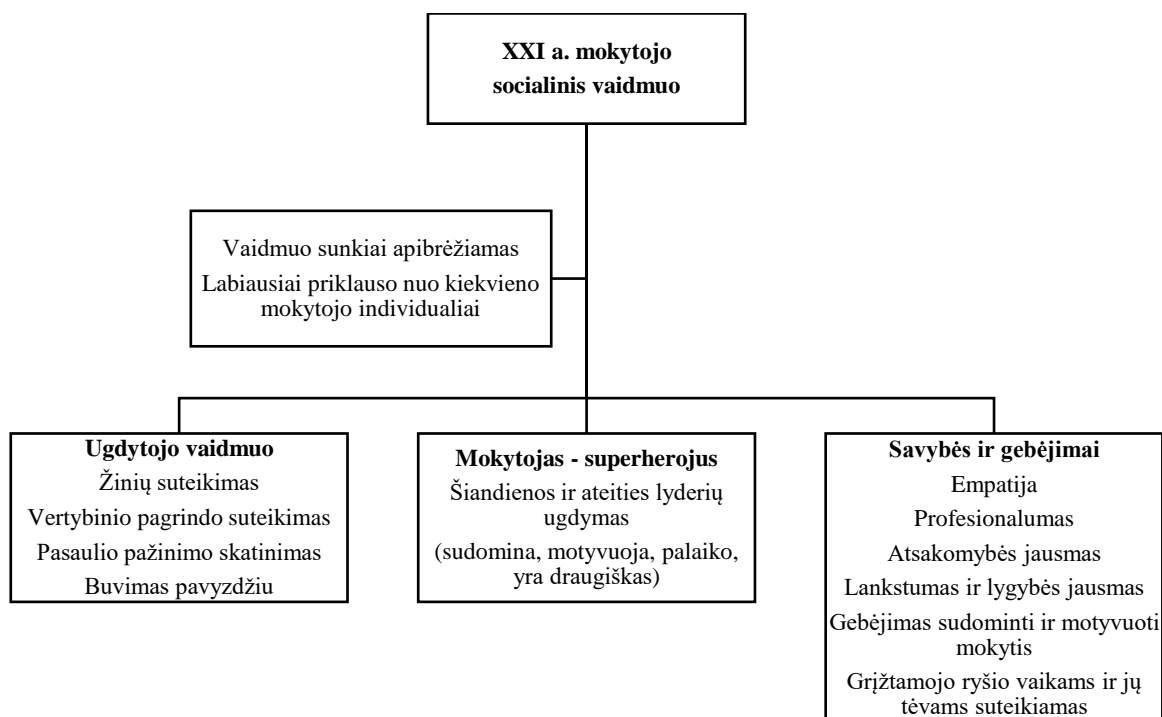 XXI a. mokytojo
socialinis vaidmuo
Vaidmuo sunkiai apibrėžiamas
Labiausiai priklauso nuo kiekvieno
mokytojo individualiai
Ugdytojo vaidmuo
Žinių suteikimas
Vertybinio pagrindo suteikimas
Pasaulio pažinimo skatinimas
Buvimas pavyzdžiu
Mokytojas - superherojus
Šiandienos ir ateities lyderių
ugdymas
(sudomina, motyvuoja, palaiko,
yra draugiškas)
Savybės ir gebėjimai
Empatija
Profesionalumas
Atsakomybės jausmas
Lankstumas ir lygybės jausmas
Gebėjimas sudominti ir motyvuoti
mokytis
Grįžtamojo ryšio vaikams ir jų
tėvams suteikiamas